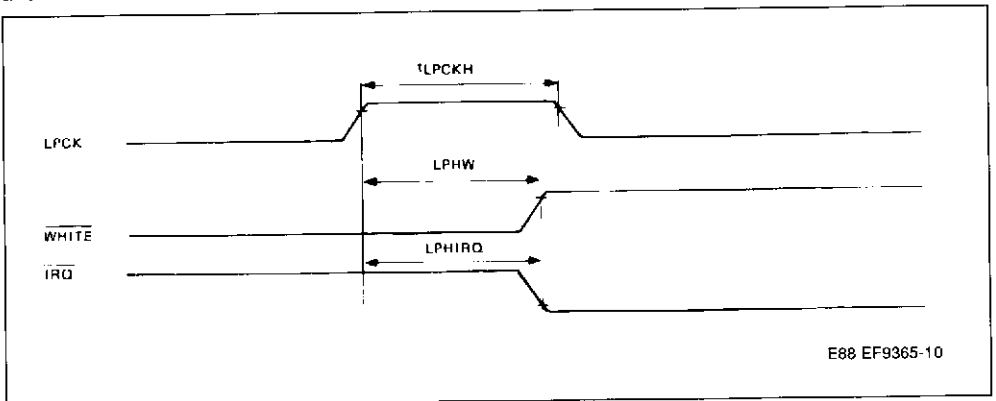 tLPCKH
LPCK
LPHW
WHITE
LPHIRQ
IRQ
E88 EF9365-10